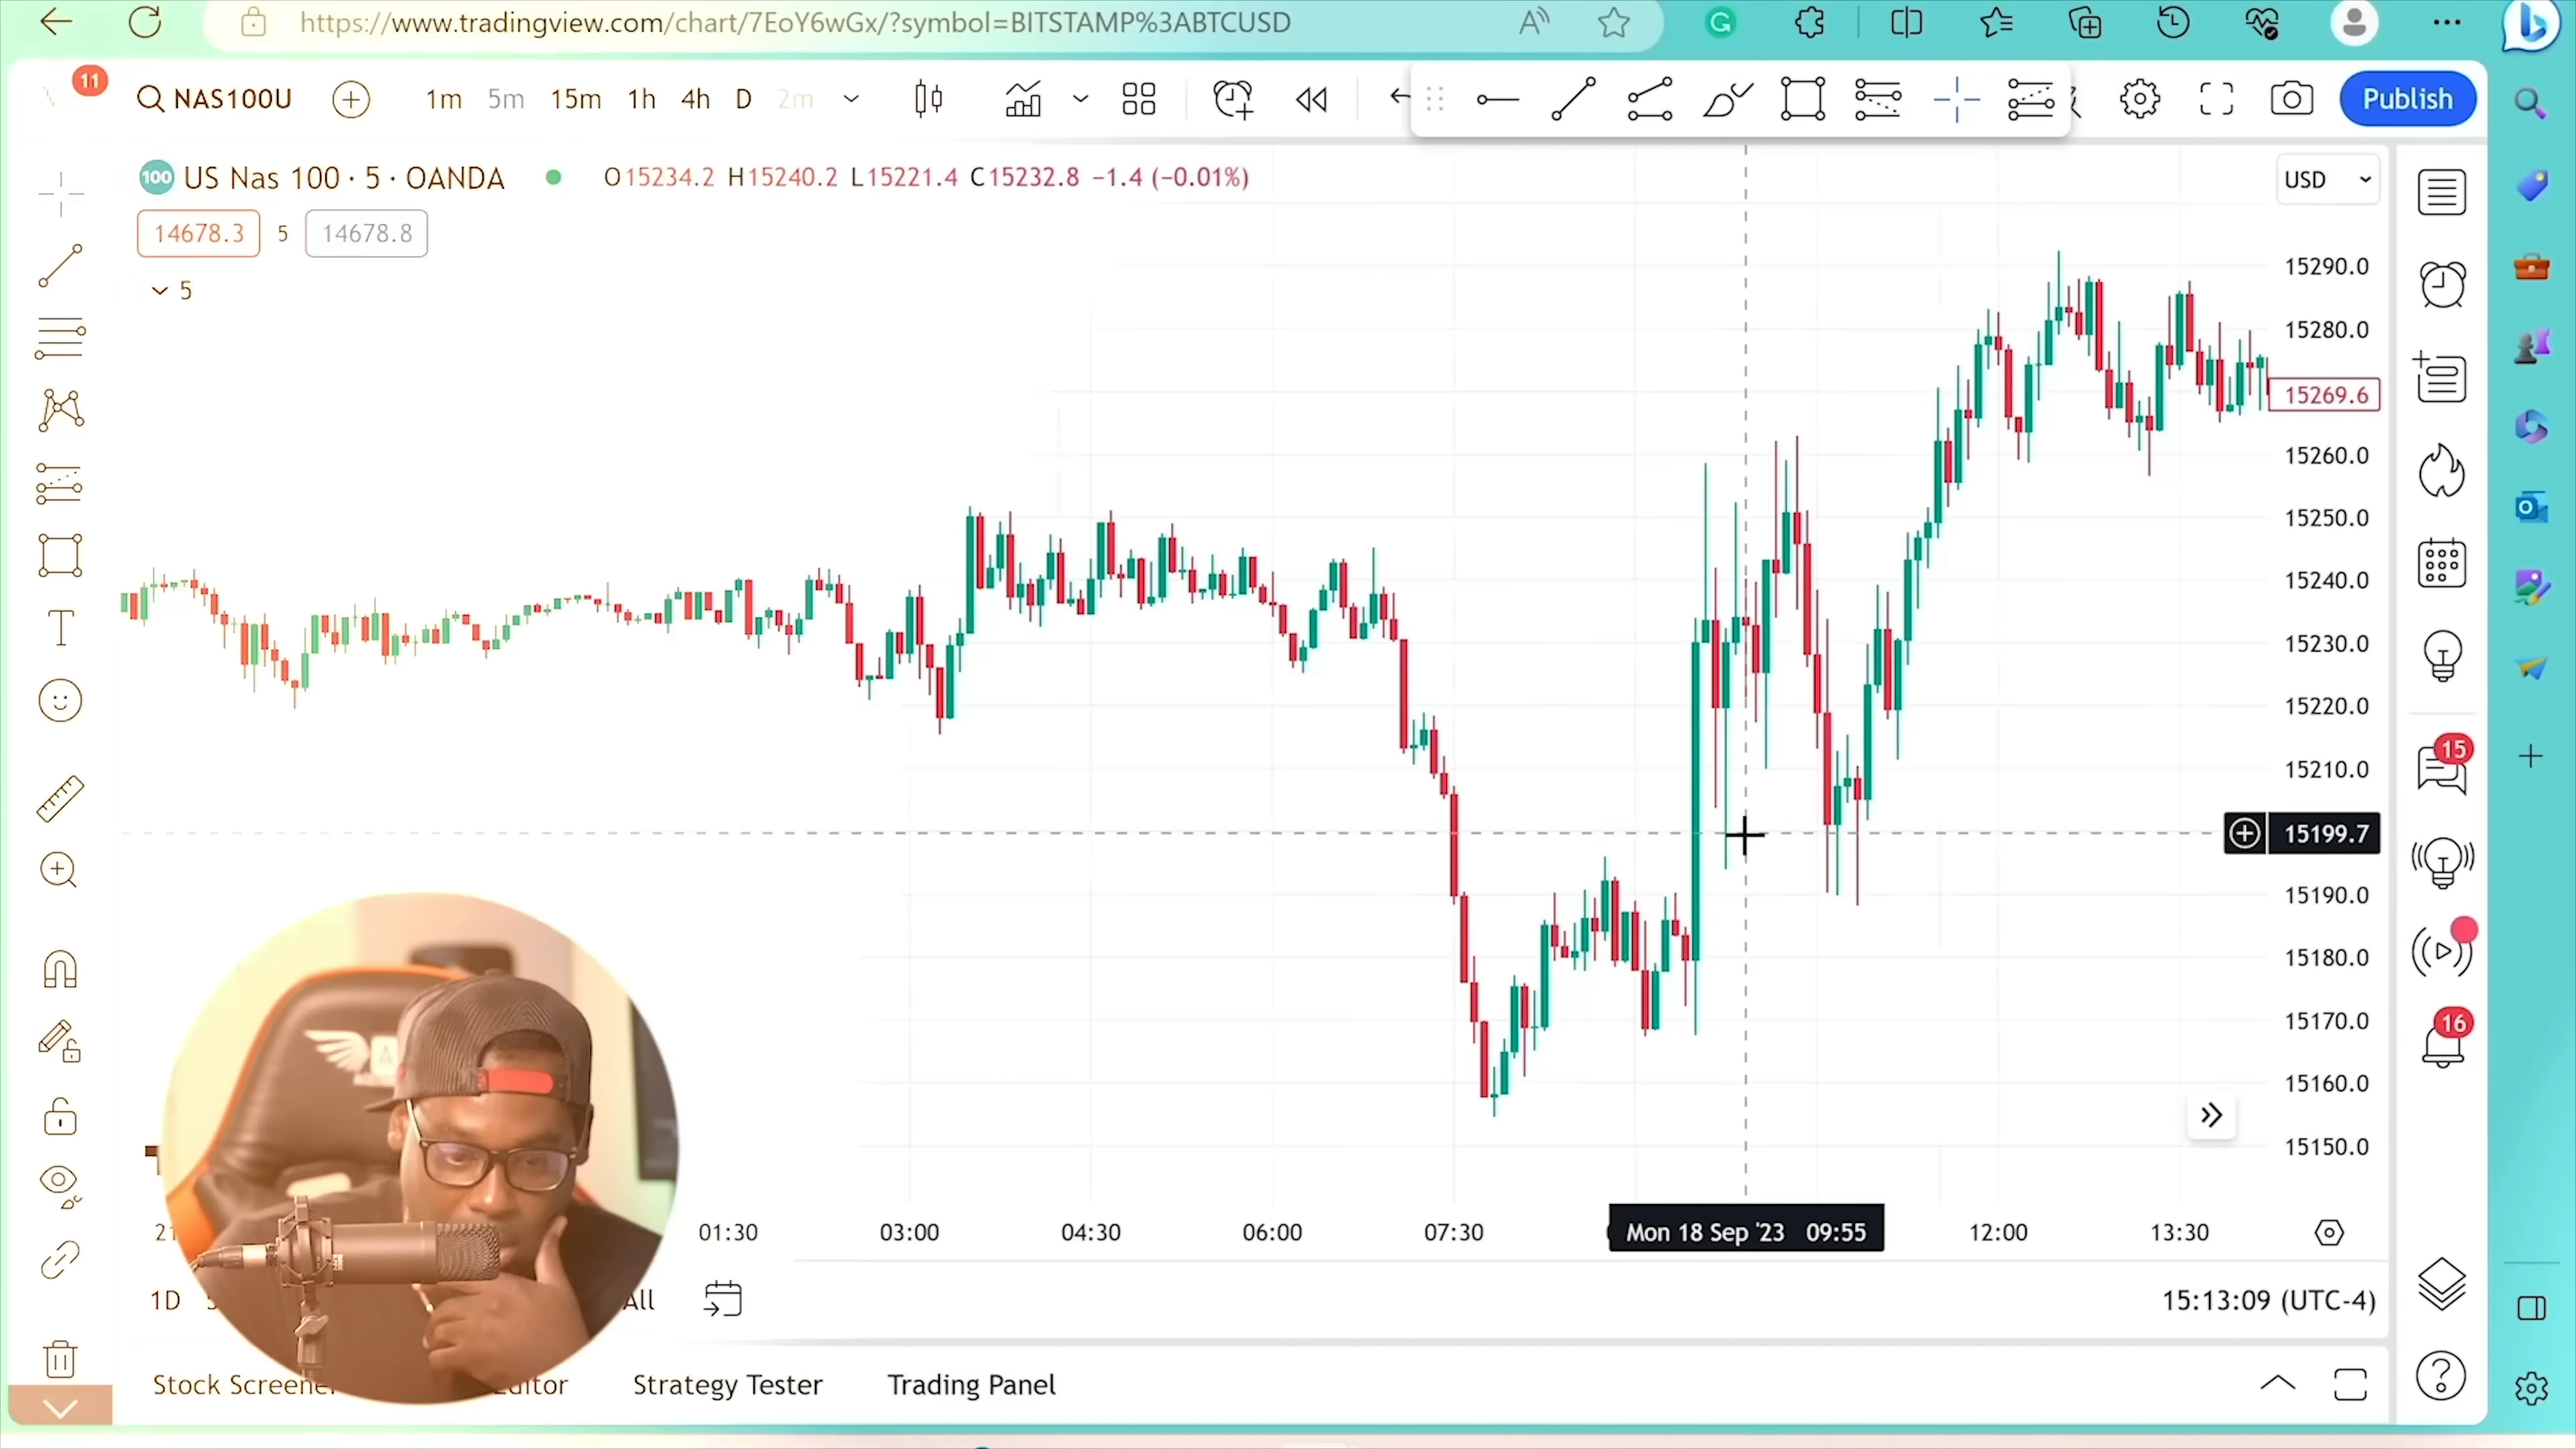 https://www.tradingview.com/chart/7EoY6wGx/?symbol=BITSTAMP%3ABTCUSD
11
NAS100U 1m 5m 15m 1h 4h D 2m Publish
100 US Nas 100 · 5 · OANDA O15234.2 H15240.2 L15221.4 C15232.8 −1.4 (−0.01%) USD
14678.3 5 14678.8
5
15290.0
15280.0
15269.6
15260.0
15250.0
15240.0
15230.0
15220.0
15210.0
15199.7
15190.0
15180.0
15170.0
15160.0
15150.0
15
16
01:30 03:00 04:30 06:00 07:30 Mon 18 Sep '23 09:55 12:00 13:30
1D All 15:13:09 (UTC-4)
Stock Screener Strategy Tester Trading Panel